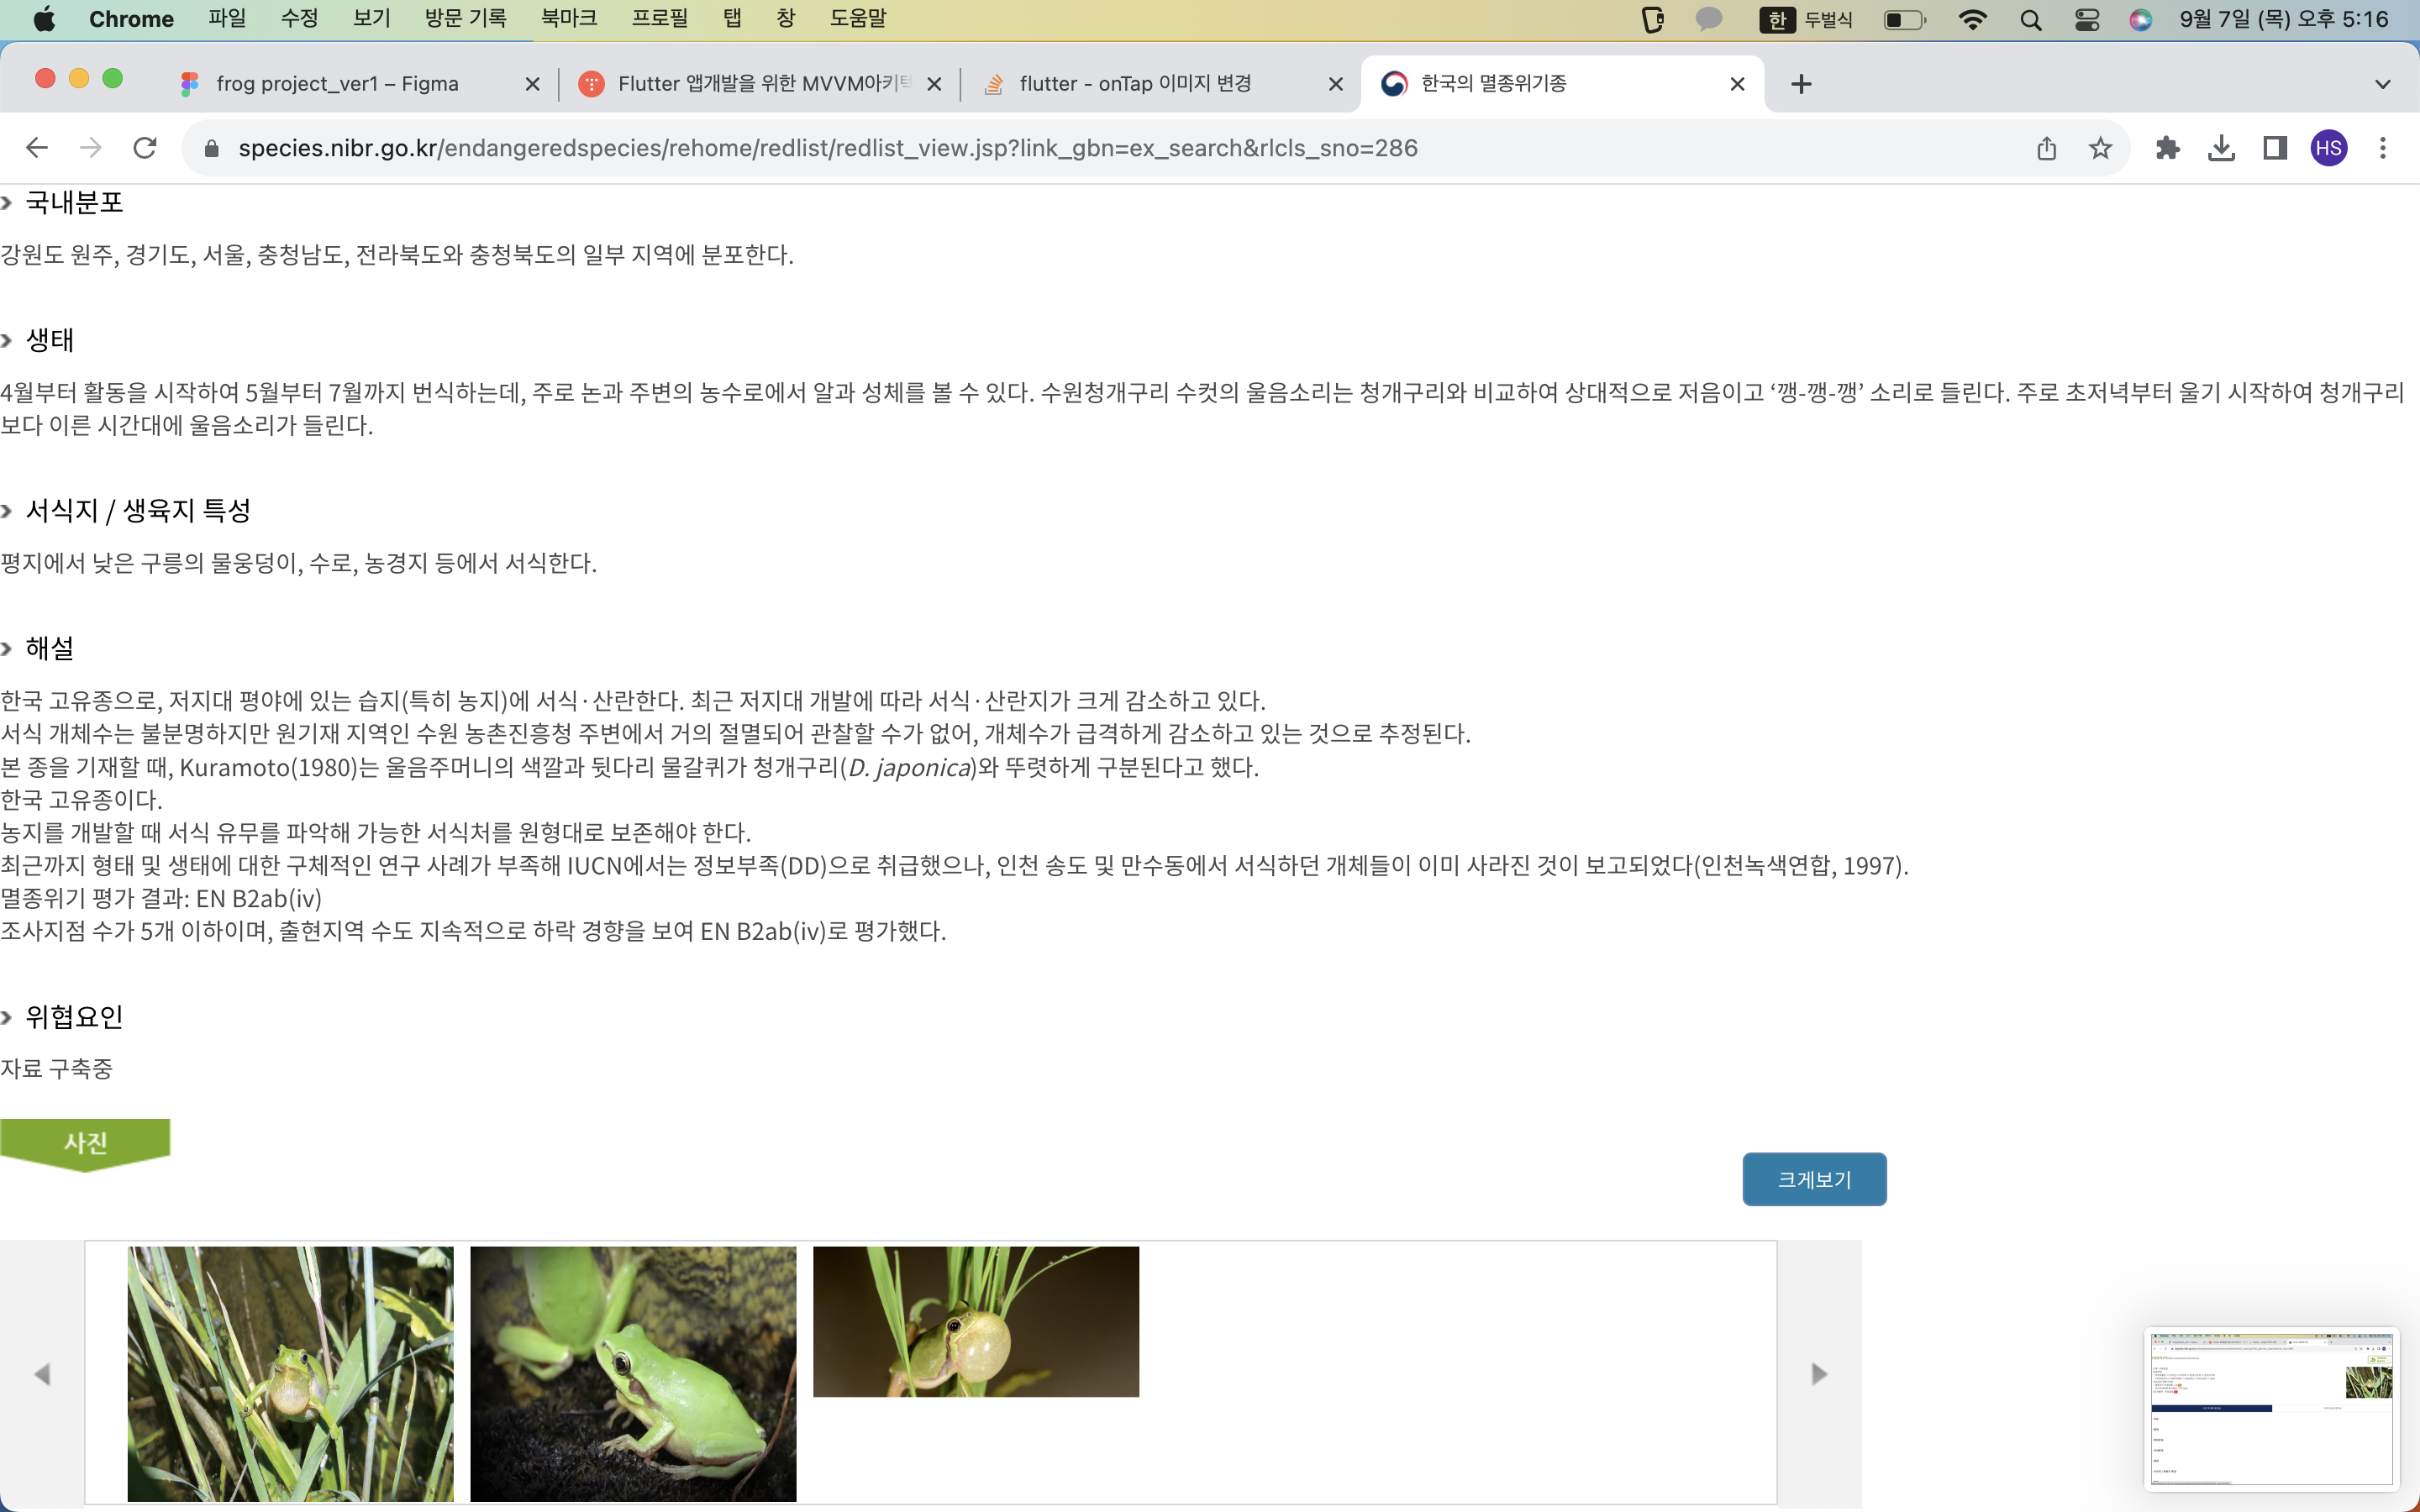 Chrome 파일 수정 보기 방문 기록 북마크 프로필 탭 창 도움말 한 두벌식 9월 7일 (목) 오후 5:16
frog project_ver1 – Figma
Flutter 앱개발을 위한 MVVM아키텍
flutter - onTap 이미지 변경
한국의 멸종위기종
species.nibr.go.kr/endangeredspecies/rehome/redlist/redlist_view.jsp?link_gbn=ex_search&rlcls_sno=286
HS
국내분포
강원도 원주, 경기도, 서울, 충청남도, 전라북도와 충청북도의 일부 지역에 분포한다.
생태
4월부터 활동을 시작하여 5월부터 7월까지 번식하는데, 주로 논과 주변의 농수로에서 알과 성체를 볼 수 있다. 수원청개구리 수컷의 울음소리는 청개구리와 비교하여 상대적으로 저음이고 ‘깽-깽-깽’ 소리로 들린다. 주로 초저녁부터 울기 시작하여 청개구리
보다 이른 시간대에 울음소리가 들린다.
서식지 / 생육지 특성
평지에서 낮은 구릉의 물웅덩이, 수로, 농경지 등에서 서식한다.
해설
한국 고유종으로, 저지대 평야에 있는 습지(특히 농지)에 서식·산란한다. 최근 저지대 개발에 따라 서식·산란지가 크게 감소하고 있다.
서식 개체수는 불분명하지만 원기재 지역인 수원 농촌진흥청 주변에서 거의 절멸되어 관찰할 수가 없어, 개체수가 급격하게 감소하고 있는 것으로 추정된다.
본 종을 기재할 때, Kuramoto(1980)는 울음주머니의 색깔과 뒷다리 물갈퀴가 청개구리(D. japonica)와 뚜렷하게 구분된다고 했다.
한국 고유종이다.
농지를 개발할 때 서식 유무를 파악해 가능한 서식처를 원형대로 보존해야 한다.
최근까지 형태 및 생태에 대한 구체적인 연구 사례가 부족해 IUCN에서는 정보부족(DD)으로 취급했으나, 인천 송도 및 만수동에서 서식하던 개체들이 이미 사라진 것이 보고되었다(인천녹색연합, 1997).
멸종위기 평가 결과: EN B2ab(iv)
조사지점 수가 5개 이하이며, 출현지역 수도 지속적으로 하락 경향을 보여 EN B2ab(iv)로 평가했다.
위협요인
자료 구축중
사진
크게보기